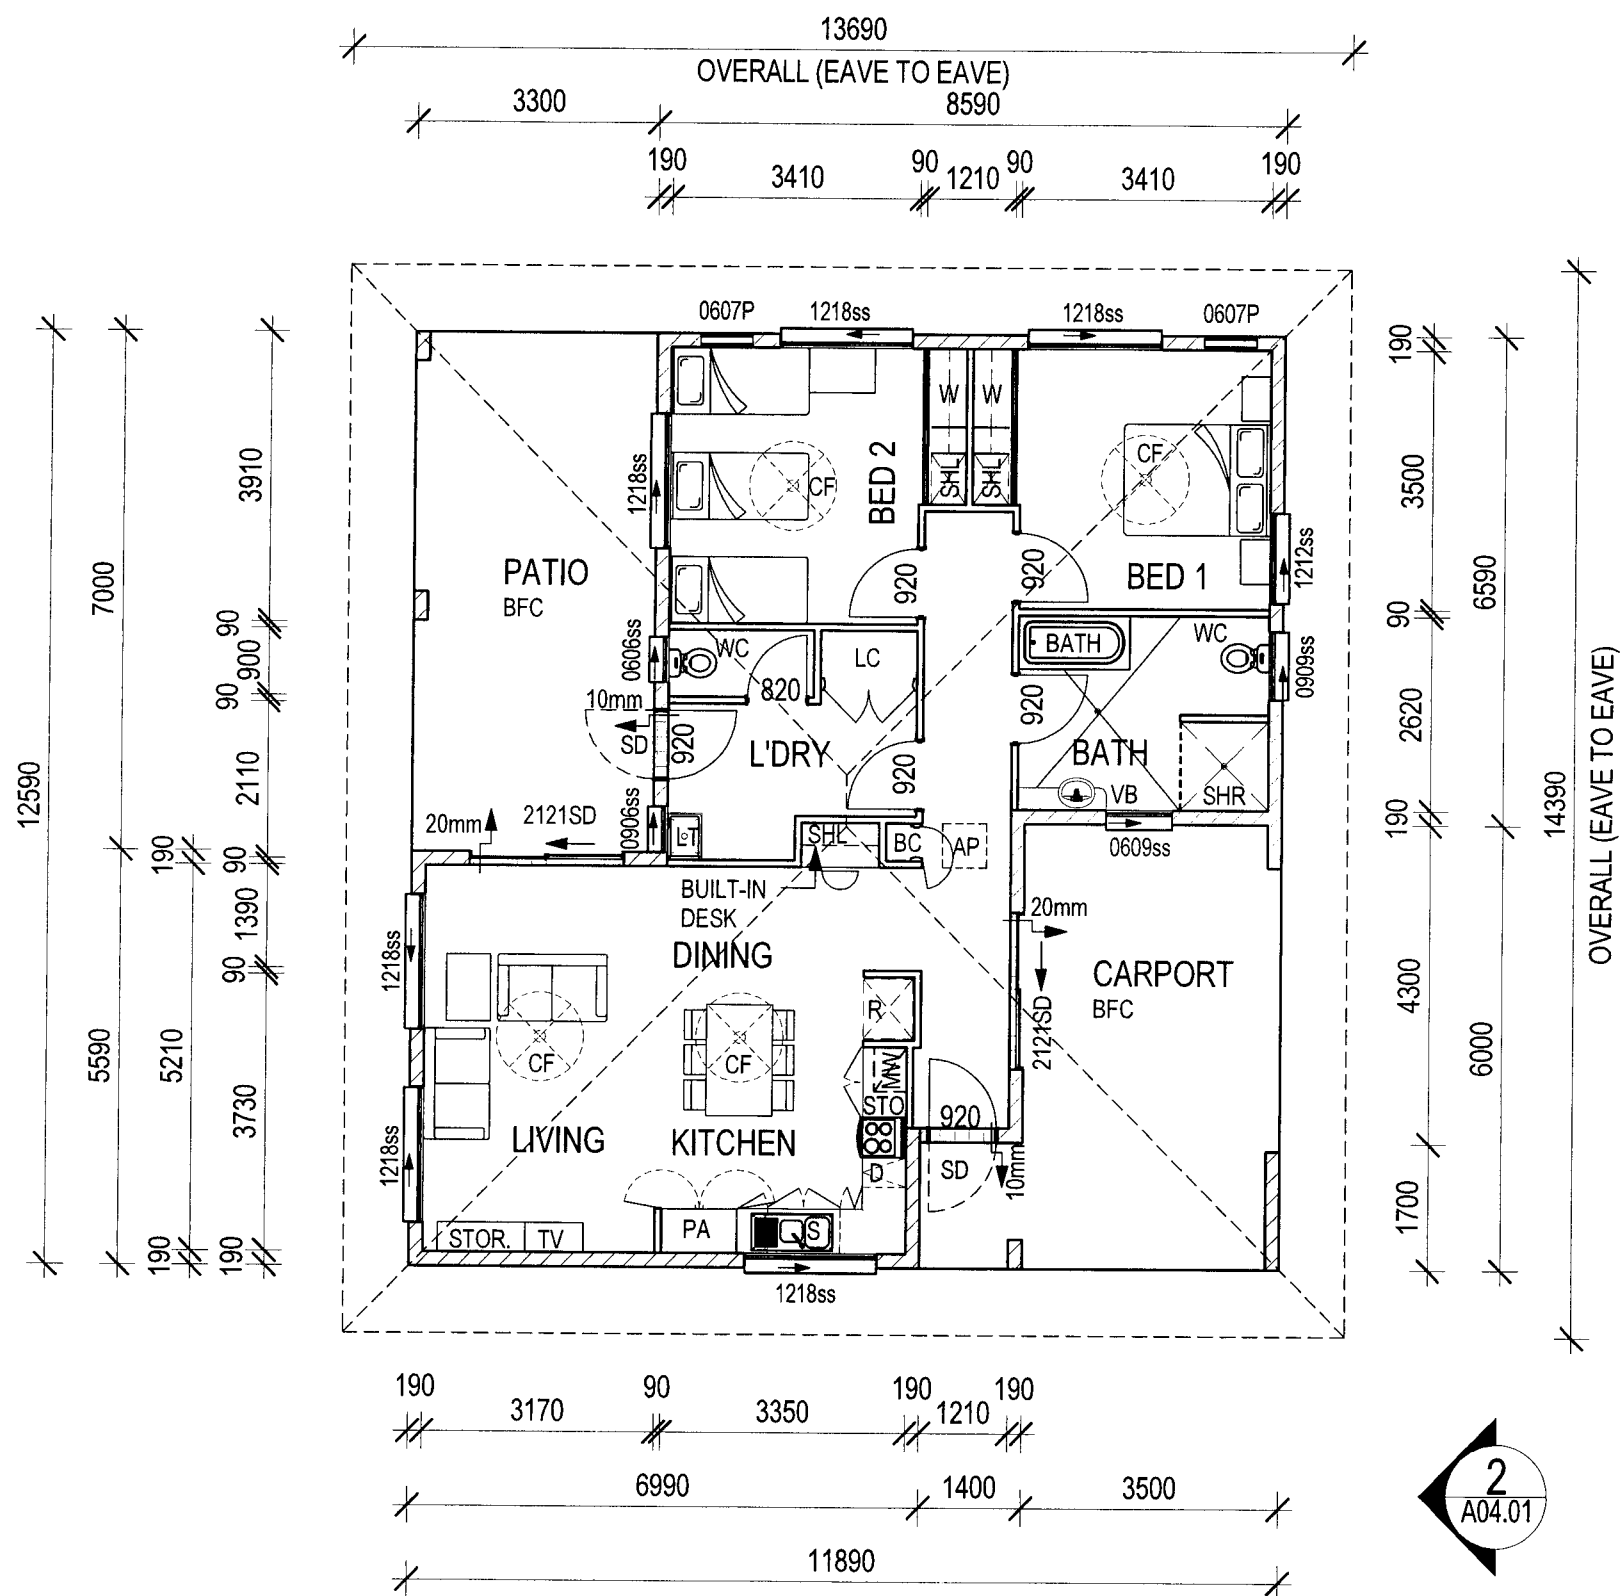 13690
OVERALL (EAVE TO EAVE)
3300
8590
190
3410
90
1210
90
3410
190
0607P
1218ss
1218ss
0607P
W
W
SHL
SHL
CF
CF
BED 2
BED 1
1218ss
1212ss
920
920
PATIO
BFC
0606ss
WC
LC
BATH
WC
0909ss
10mm
820
SD
920
L'DRY
920
920
BATH
VB
SHR
20mm
2121SD
0906ss
LT
SHL
BC
AP
0609ss
BUILT-IN
DESK
20mm
DINING
CARPORT
BFC
1218ss
2121SD
R
CF
CF
MW
STO
920
LIVING
KITCHEN
1218ss
D
SD
10mm
STOR.
TV
PA
S
1218ss
12590
7000
5590
190
5210
190
3910
90
900
90
2110
90
1390
90
3730
190
190
3500
90
2620
190
4300
1700
6590
6000
14390
OVERALL (EAVE TO EAVE)
190
3170
90
3350
190
1210
190
6990
1400
3500
11890
2
A04.01